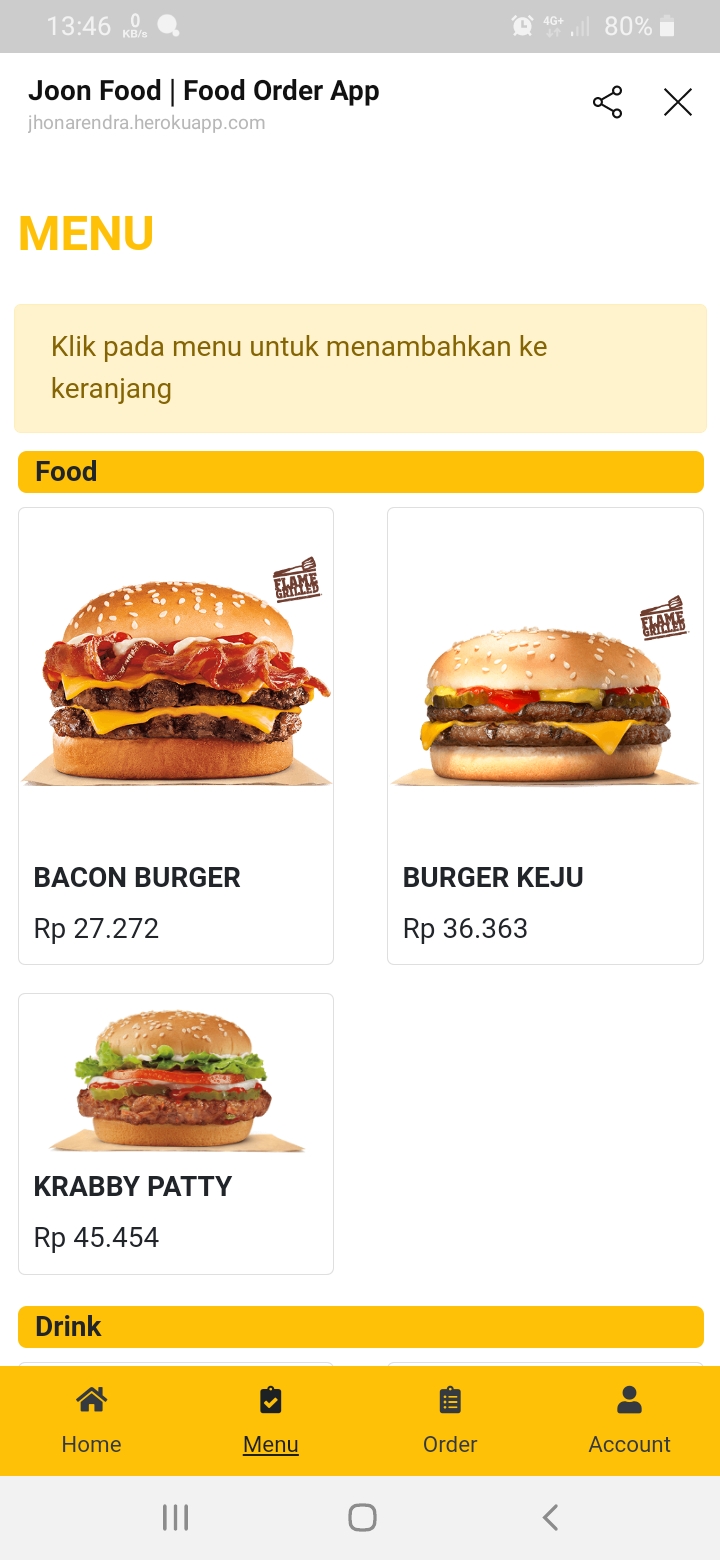 13:46 0 KB/s 4G+ 80%
Joon Food | Food Order App
jhonarendra.herokuapp.com
MENU
Klik pada menu untuk menambahkan ke
keranjang
Food
FLAME
GRILLED
FLAME
GRILLED
BACON BURGER
BURGER KEJU
Rp 27.272
Rp 36.363
KRABBY PATTY
Rp 45.454
Drink
Home
Menu
Order
Account